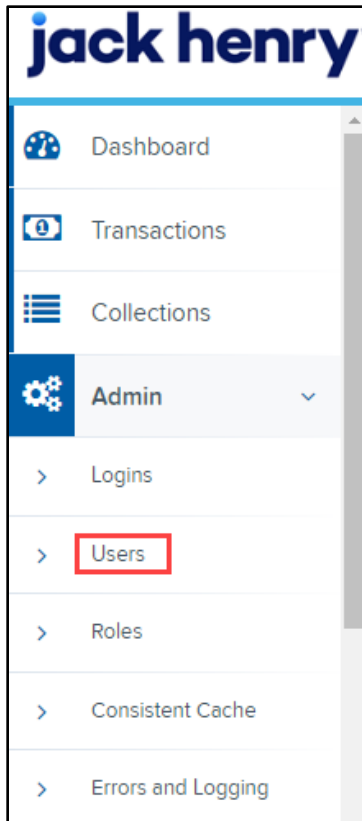 jack henry
Dashboard
Transactions
Collections
Admin
Logins
Users
Roles
Consistent Cache
Errors and Logging